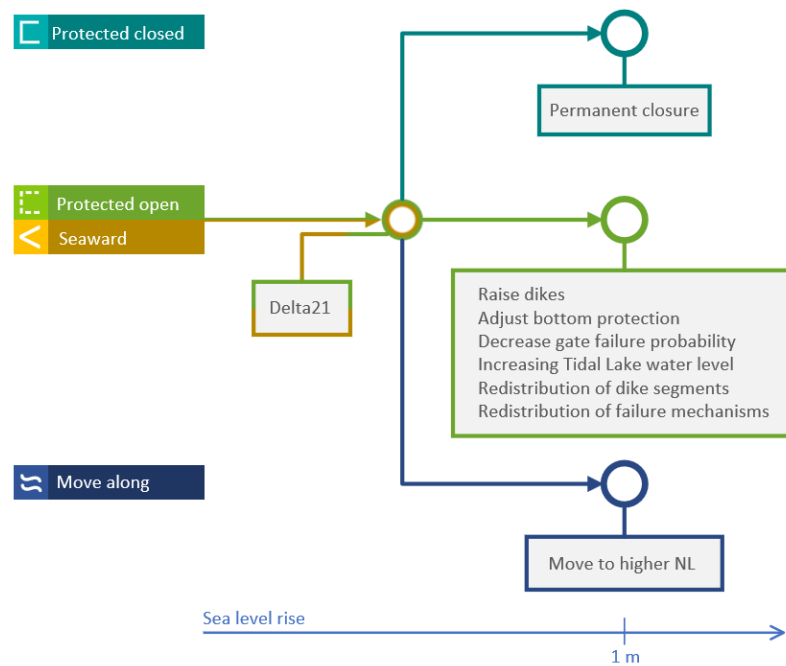 Protected closed
Permanent closure
Protected open
Seaward
Delta21
Raise dikes
Adjust bottom protection
Decrease gate failure probability
Increasing Tidal Lake water level
Redistribution of dike segments
Redistribution of failure mechanisms
Move along
Move to higher NL
Sea level rise
1 m